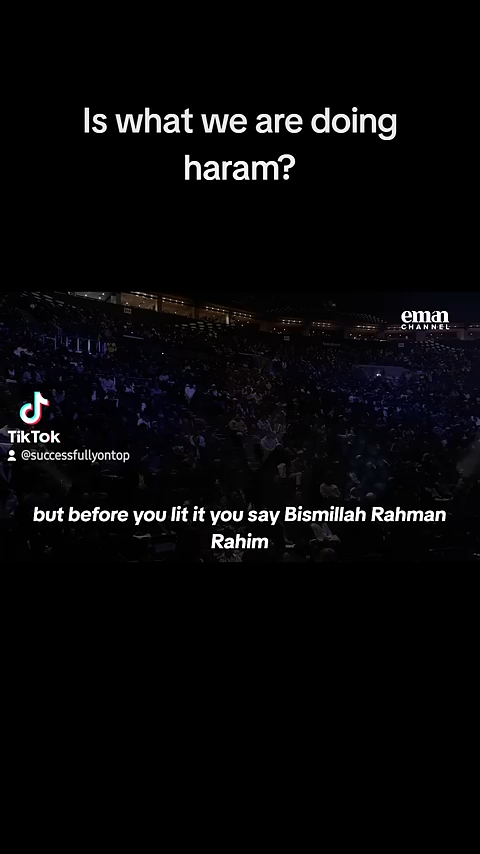 Is what we are doing
haram?
eman
CHANNEL
TikTok
@successfullyontop
but before you lit it you say Bismillah Rahman
Rahim